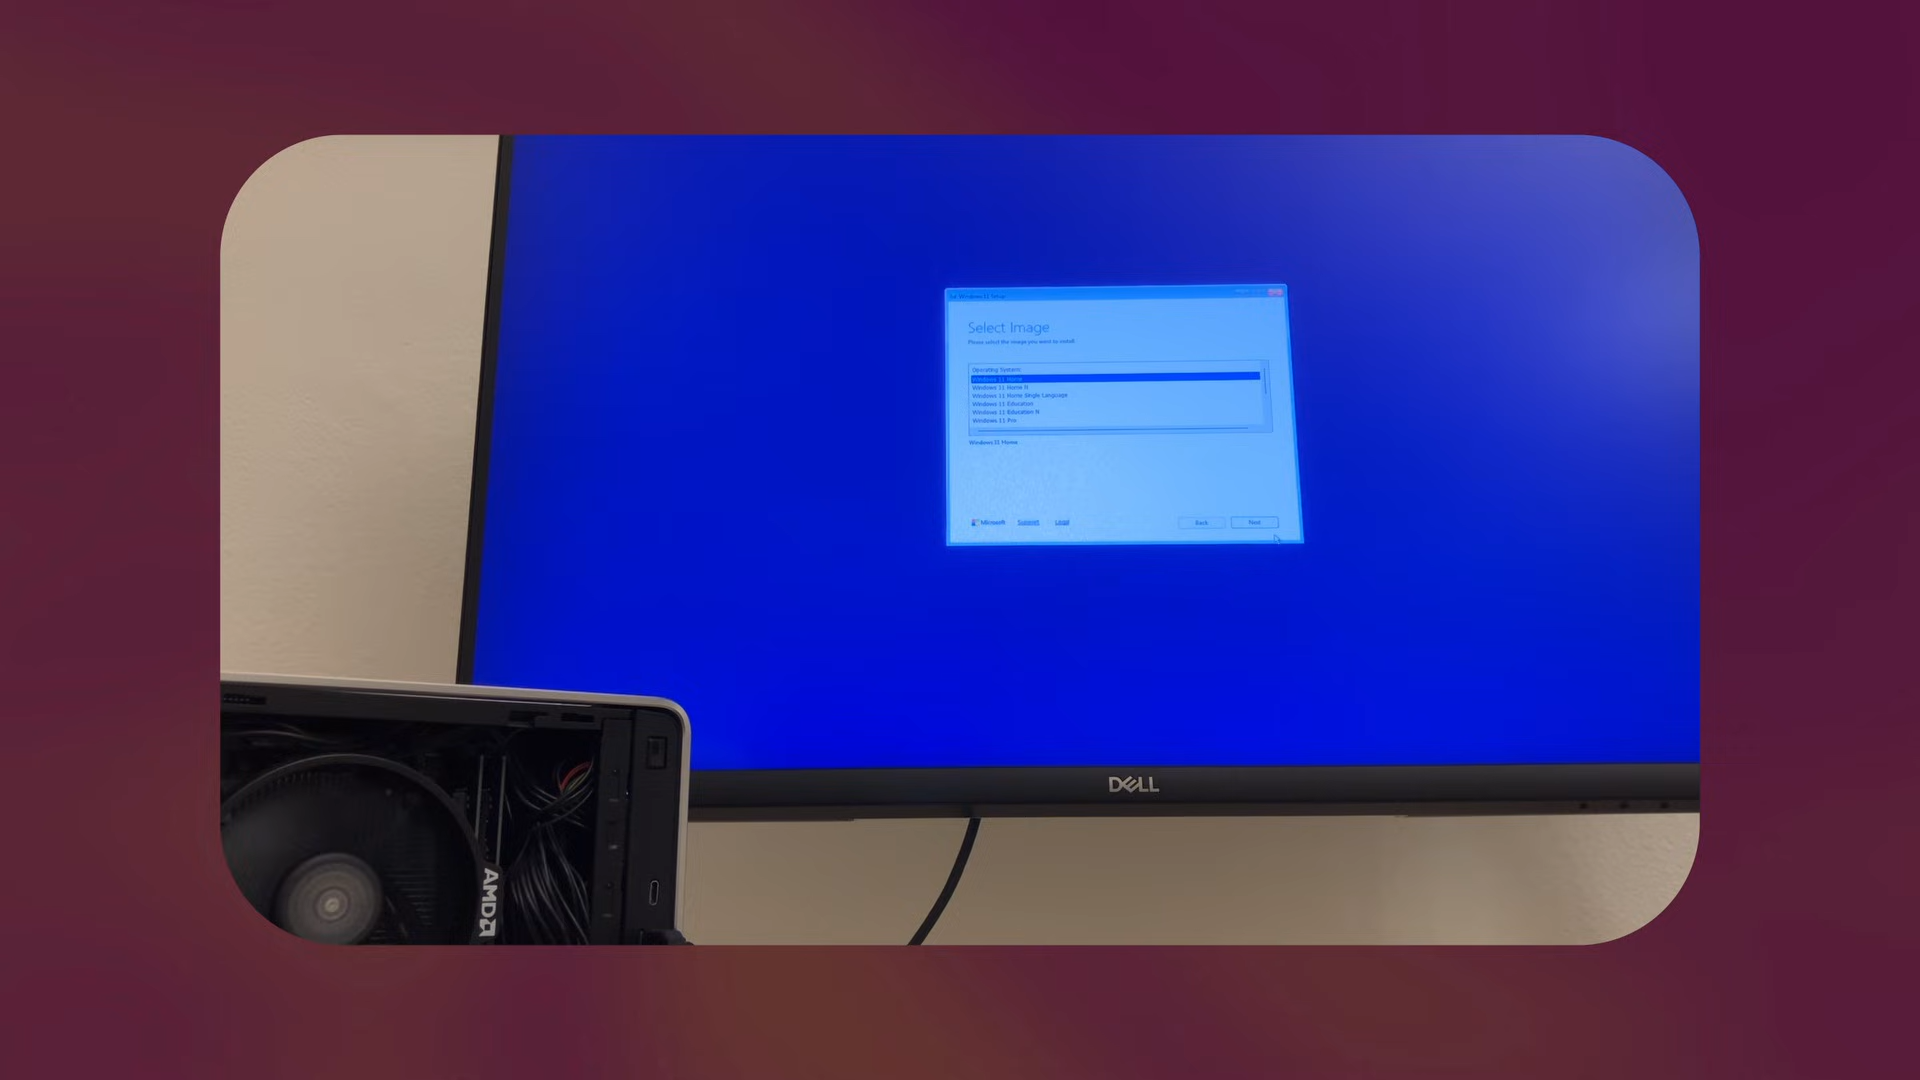 Windows 11 Setup
Select Image
Please select the image you want to install
Operating System
Windows 11 Home
Windows 11 Home N
Windows 11 Home Single Language
Windows 11 Education
Windows 11 Education N
Windows 11 Pro
Windows 11 Home
Microsoft Support Legal
Back Next
DELL
AMD